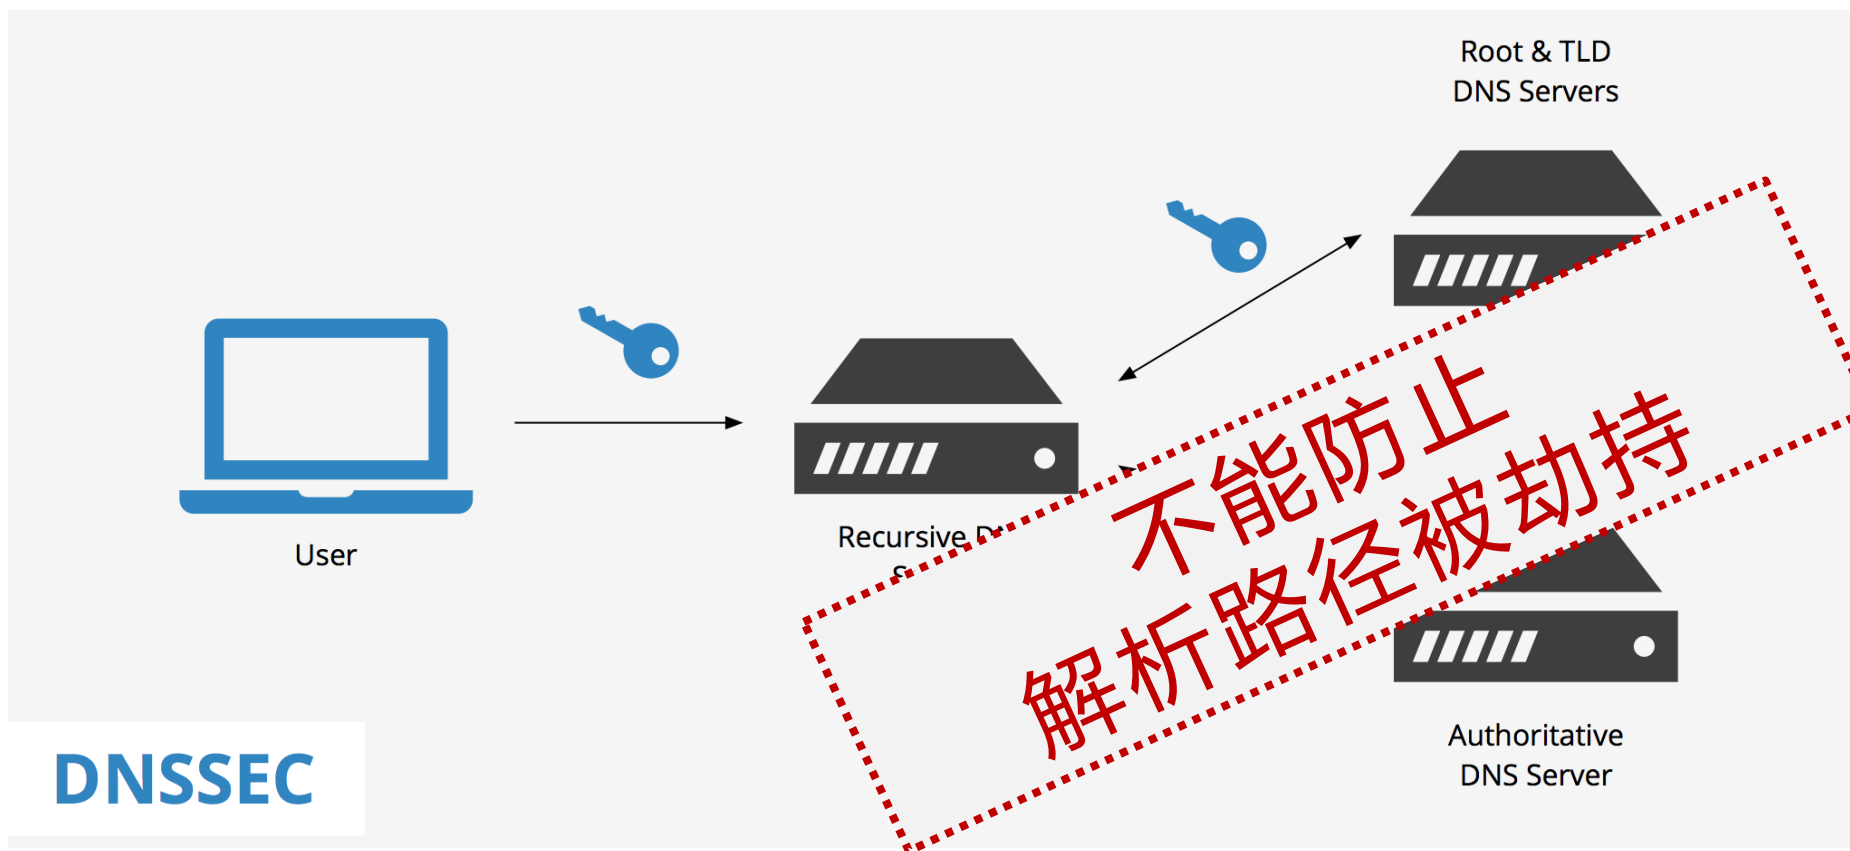 Root & TLD
DNS Servers
User
Recursive
不能防止
解析路径被劫持
Authoritative
DNS Server
DNSSEC